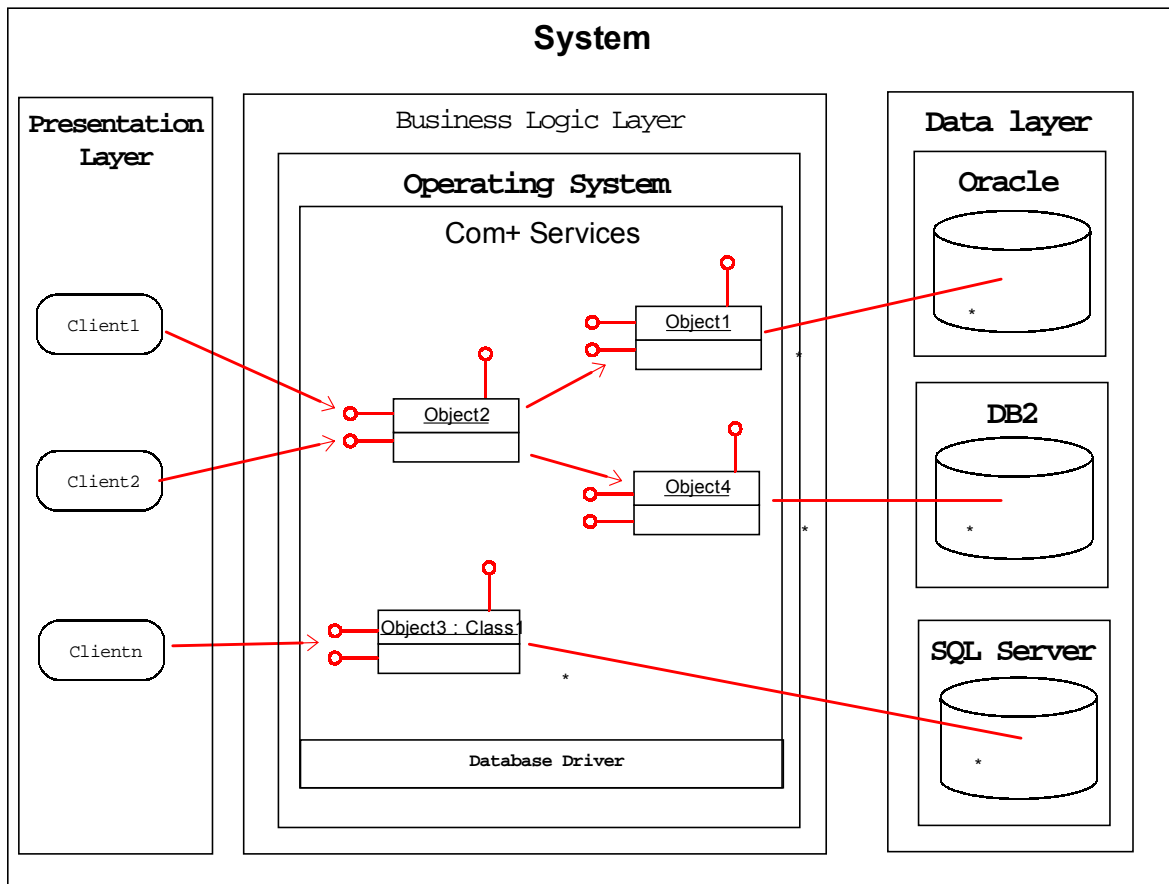 System
Presentation
Layer
Client1
Client2
Clientn
Business Logic Layer
Operating System
Com+ Services
Object1
*
Object2
Object4
*
Object3 : Class1
*
Database Driver
Data layer
Oracle
*
DB2
*
SQL Server
*